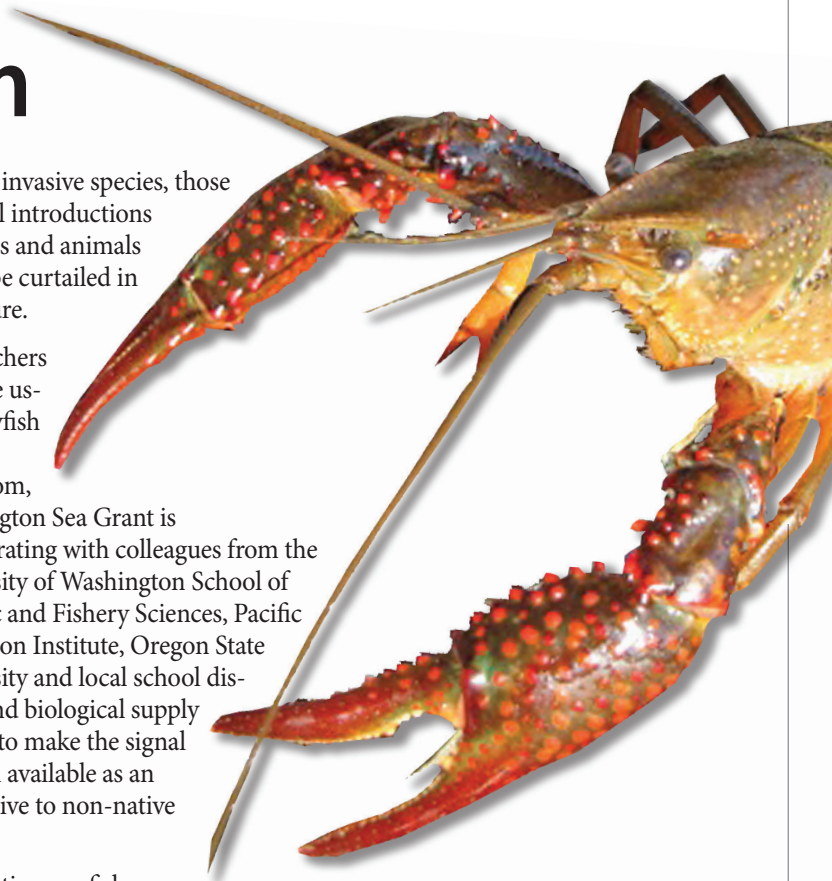 n
invasive species, those
l introductions
s and animals
e curtailed in
re.
chers
e us-
yfish
om,
gton Sea Grant is
rating with colleagues from the
sity of Washington School of
c and Fishery Sciences, Pacific
on Institute, Oregon State
sity and local school dis-
nd biological supply
to make the signal
available as an
ive to non-native